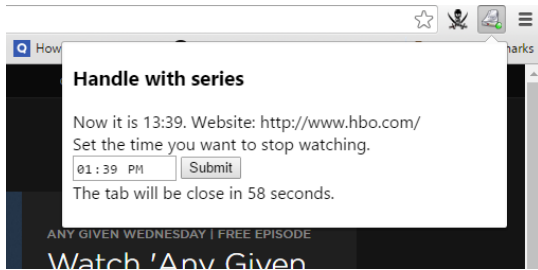 Q How
arks
Handle with series
Now it is 13:39. Website: http://www.hbo.com/
Set the time you want to stop watching.
01:39 PM Submit
The tab will be close in 58 seconds.
ANY GIVEN WEDNESDAY | FREE EPISODE
Watch 'Any Given